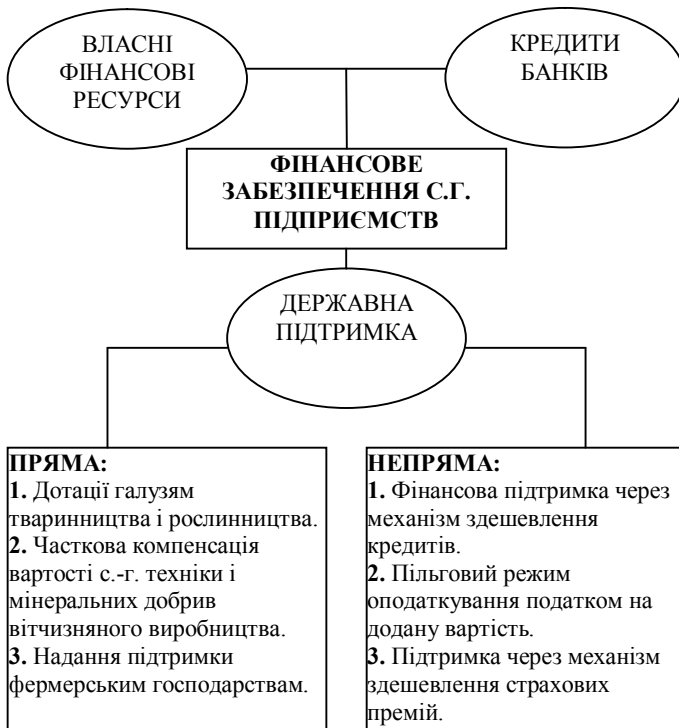 ВЛАСНІ
ФІНАНСОВІ
РЕСУРСИ
КРЕДИТИ
БАНКІВ
ФІНАНСОВЕ
ЗАБЕЗПЕЧЕННЯ С.Г.
ПІДПРИЄМСТВ
ДЕРЖАВНА
ПІДТРИМКА
ПРЯМА:
1. Дотації галузям
тваринництва і рослинництва.
2. Часткова компенсація
вартості с.-г. техніки і
мінеральних добрив
вітчизняного виробництва.
3. Надання підтримки
фермерським господарствам.
НЕПРЯМА:
1. Фінансова підтримка через
механізм здешевлення
кредитів.
2. Пільговий режим
оподаткування податком на
додану вартість.
3. Підтримка через механізм
здешевлення страхових
премій.